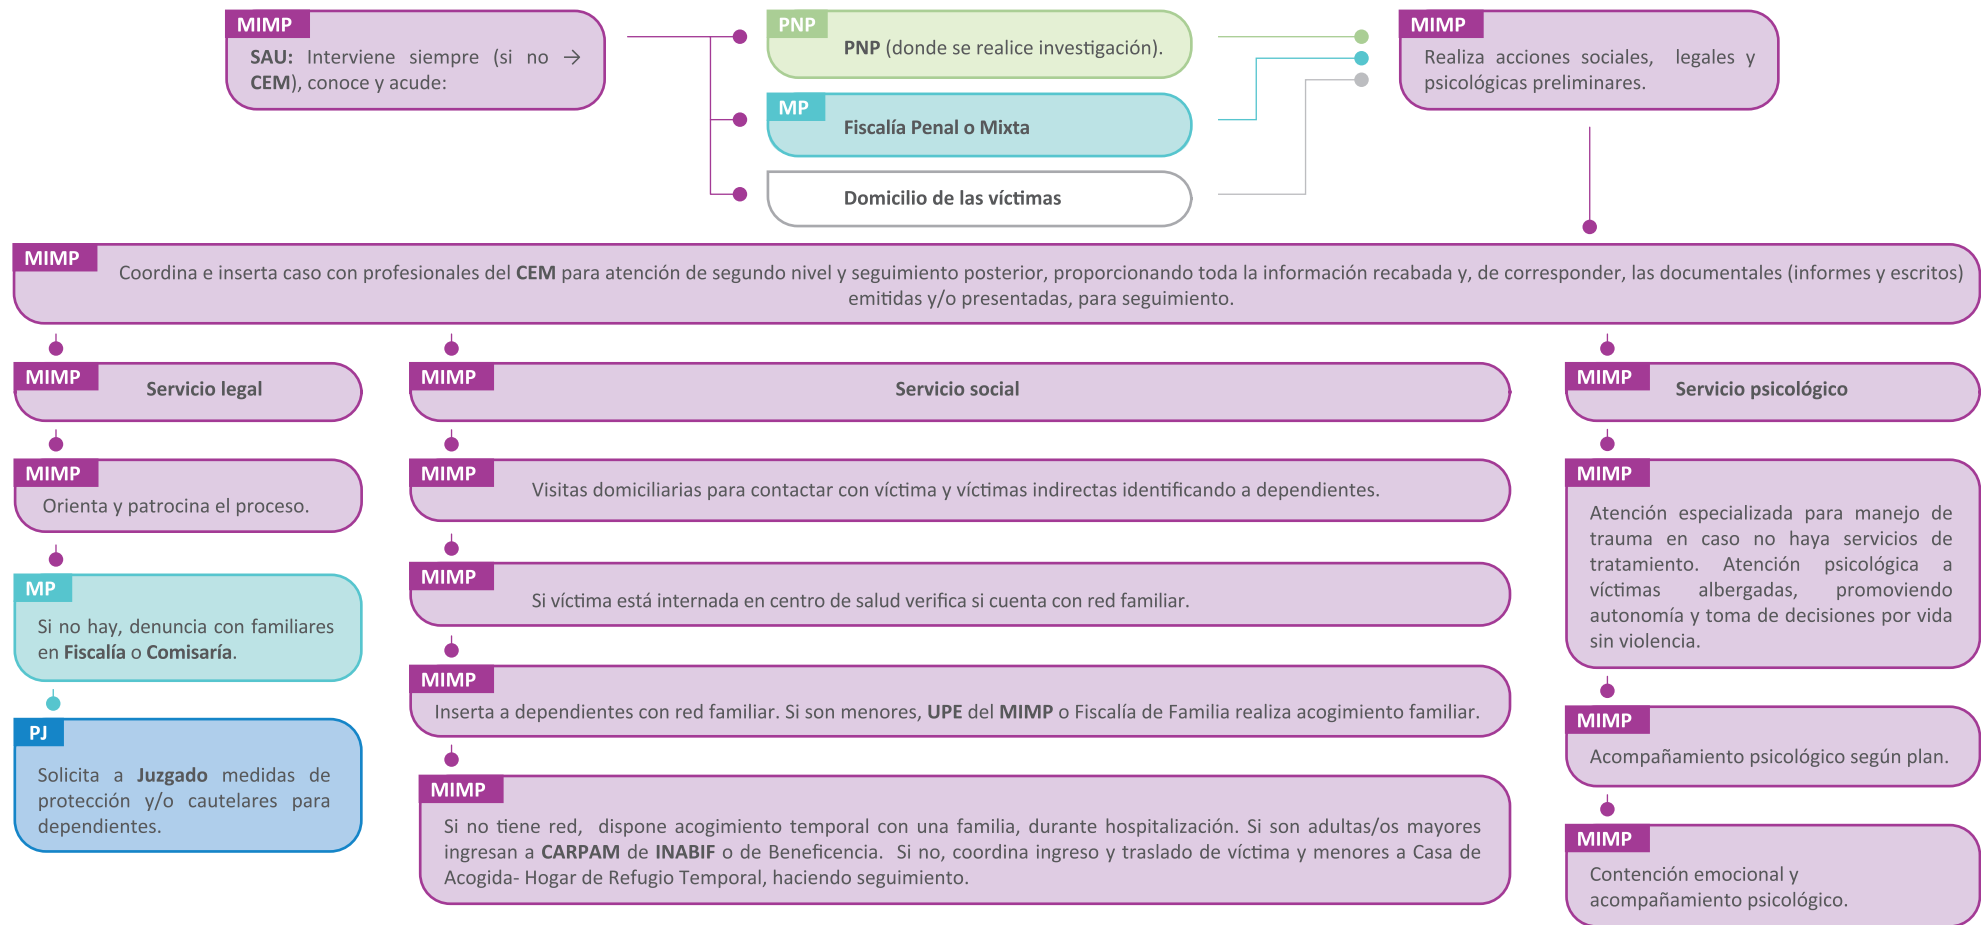 MIMP
SAU: Interviene siempre (si no →
CEM), conoce y acude:
PNP
PNP (donde se realice investigación).
MP
Fiscalía Penal o Mixta
Domicilio de las víctimas
MIMP
Realiza acciones sociales, legales y
psicológicas preliminares.
MIMP
Coordina e inserta caso con profesionales del CEM para atención de segundo nivel y seguimiento posterior, proporcionando toda la información recabada y, de corresponder, las documentales (informes y escritos)
emitidas y/o presentadas, para seguimiento.
MIMP
Servicio legal
MIMP
Orienta y patrocina el proceso.
MP
Si no hay, denuncia con familiares
en Fiscalía o Comisaría.
PJ
Solicita a Juzgado medidas de
protección y/o cautelares para
dependientes.
MIMP
Servicio social
MIMP
Visitas domiciliarias para contactar con víctima y víctimas indirectas identificando a dependientes.
MIMP
Si víctima está internada en centro de salud verifica si cuenta con red familiar.
MIMP
Inserta a dependientes con red familiar. Si son menores, UPE del MIMP o Fiscalía de Familia realiza acogimiento familiar.
MIMP
Si no tiene red, dispone acogimiento temporal con una familia, durante hospitalización. Si son adultas/os mayores
ingresan a CARPAM de INABIF o de Beneficencia. Si no, coordina ingreso y traslado de víctima y menores a Casa de
Acogida- Hogar de Refugio Temporal, haciendo seguimiento.
MIMP
Servicio psicológico
MIMP
Atención especializada para manejo de
trauma en caso no haya servicios de
tratamiento. Atención psicológica a
víctimas albergadas, promoviendo
autonomía y toma de decisiones por vida
sin violencia.
MIMP
Acompañamiento psicológico según plan.
MIMP
Contención emocional y
acompañamiento psicológico.